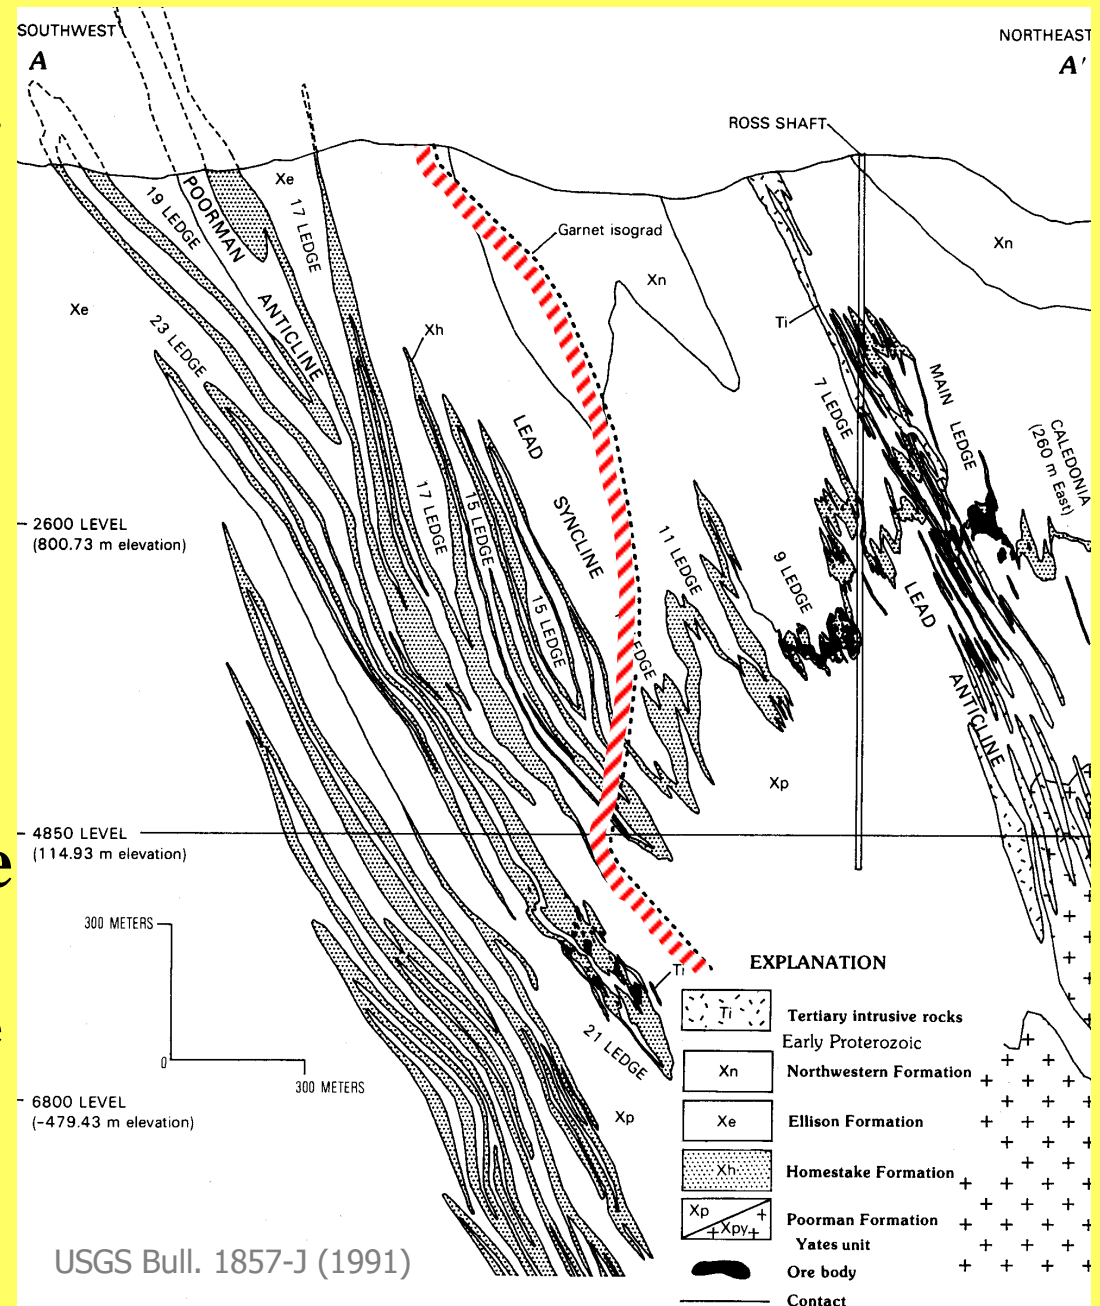 SOUTHWEST
A
NORTHEAST
A'
ROSS SHAFT
Xe
19 LEDGE
POORMAN
ANTICLINE
17 LEDGE
Garnet isograd
Xn
Xn
Xe
23 LEDGE
Xh
Ti
LEAD
SYNCLINE
7 LEDGE
MAIN
LEDGE
CALEDONIA
(260 m East)
17 LEDGE
15 LEDGE
15 LEDGE
11 LEDGE
9 LEDGE
LEAD
ANTICLINE
2600 LEVEL
(800.73 m elevation)
Xp
4850 LEVEL
(114.93 m elevation)
300 METERS
0
300 METERS
Ti
21 LEDGE
6800 LEVEL
(-479.43 m elevation)
Xp
EXPLANATION
Ti Tertiary intrusive rocks
Early Proterozoic
Xn Northwestern Formation
Xe Ellison Formation
Xh Homestake Formation
Xp Xpy Poorman Formation
Yates unit
Ore body
Contact
USGS Bull. 1857-J (1991)